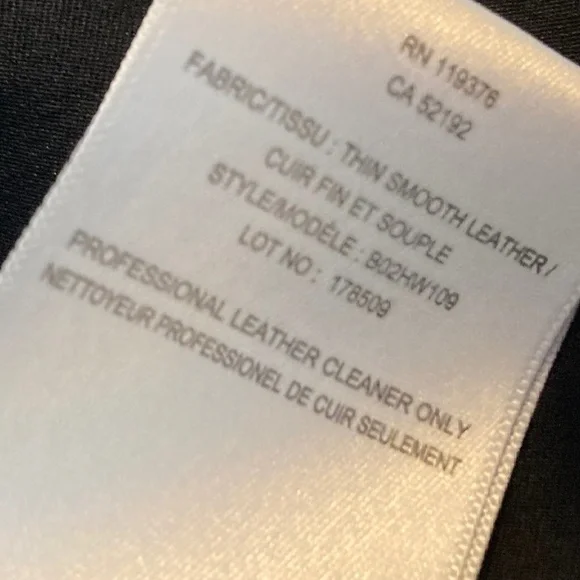 RN 119376
CA 52192
FABRIC/TISSU : THIN SMOOTH LEATHER /
CUIR FIN ET SOUPLE
STYLE/MODÈLE : B02HW109
LOT NO : 178509
PROFESSIONAL LEATHER CLEANER ONLY
NETTOYEUR PROFESSIONEL DE CUIR SEULEMENT